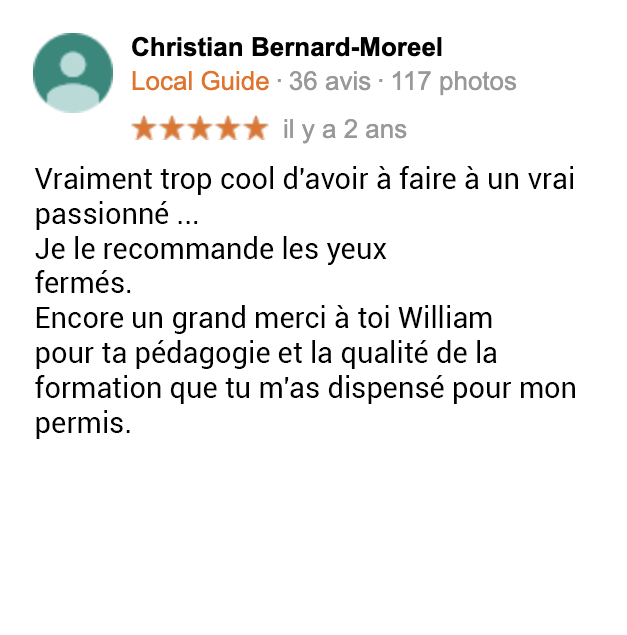 Christian Bernard-Moreel
Local Guide · 36 avis · 117 photos
il y a 2 ans
Vraiment trop cool d'avoir à faire à un vrai
passionné ...
Je le recommande les yeux
fermés.
Encore un grand merci à toi William
pour ta pédagogie et la qualité de la
formation que tu m'as dispensé pour mon
permis.